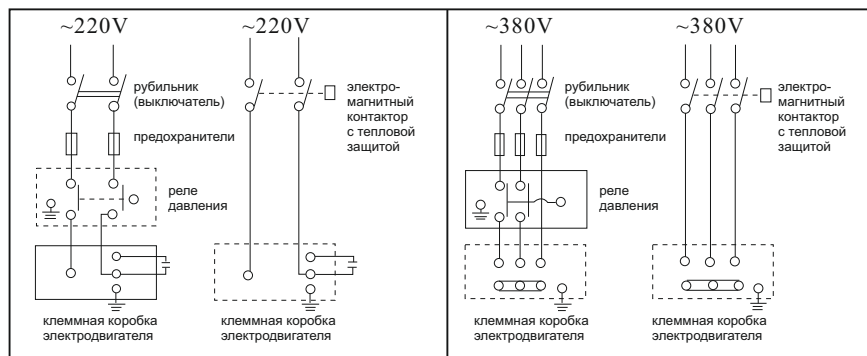 ~220V
~220V
рубильник
(выключатель)
предохранители
реле
давления
электро-
магнитный
контактор
с тепловой
защитой
клеммная коробка
электродвигателя
клеммная коробка
электродвигателя
~380V
~380V
рубильник
(выключатель)
предохранители
реле
давления
электро-
магнитный
контактор
с тепловой
защитой
клеммная коробка
электродвигателя
клеммная коробка
электродвигателя